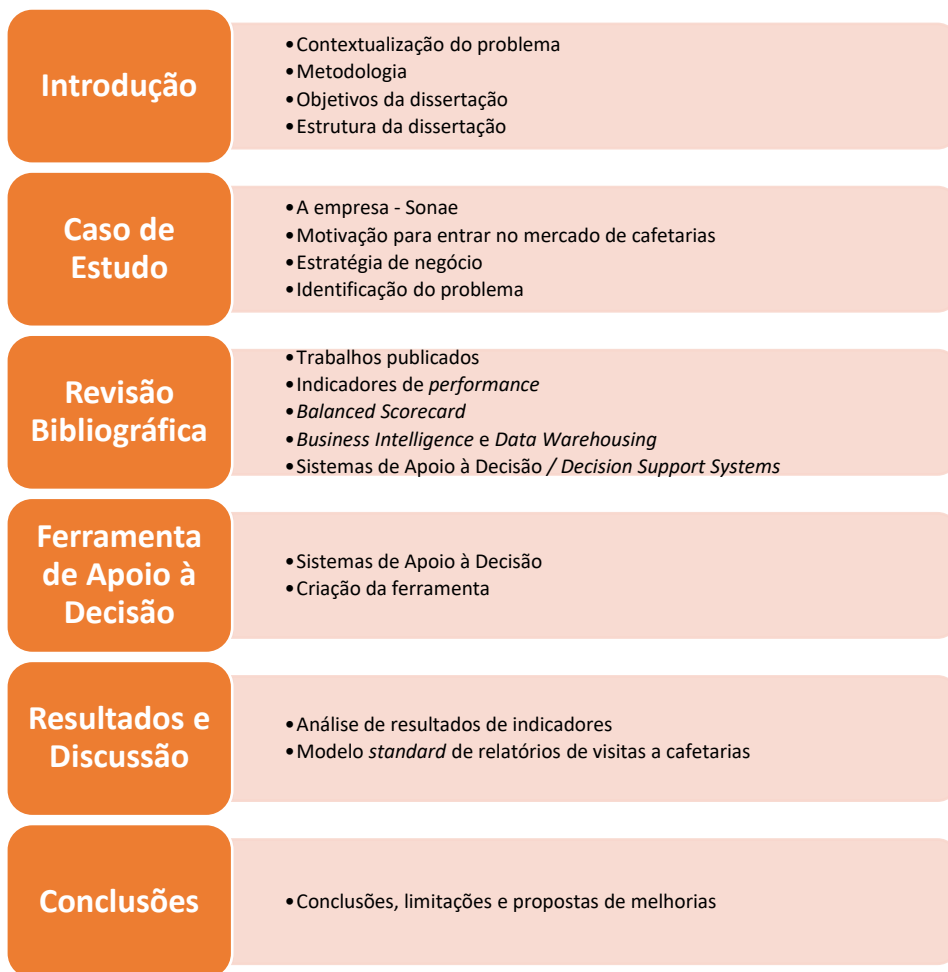 Introdução
•Contextualização do problema
•Metodologia
•Objetivos da dissertação
•Estrutura da dissertação
Caso de
Estudo
•A empresa - Sonae
•Motivação para entrar no mercado de cafetarias
•Estratégia de negócio
•Identificação do problema
Revisão
Bibliográfica
•Trabalhos publicados
•Indicadores de performance
•Balanced Scorecard
•Business Intelligence e Data Warehousing
•Sistemas de Apoio à Decisão / Decision Support Systems
Ferramenta
de Apoio à
Decisão
•Sistemas de Apoio à Decisão
•Criação da ferramenta
Resultados e
Discussão
•Análise de resultados de indicadores
•Modelo standard de relatórios de visitas a cafetarias
Conclusões
•Conclusões, limitações e propostas de melhorias